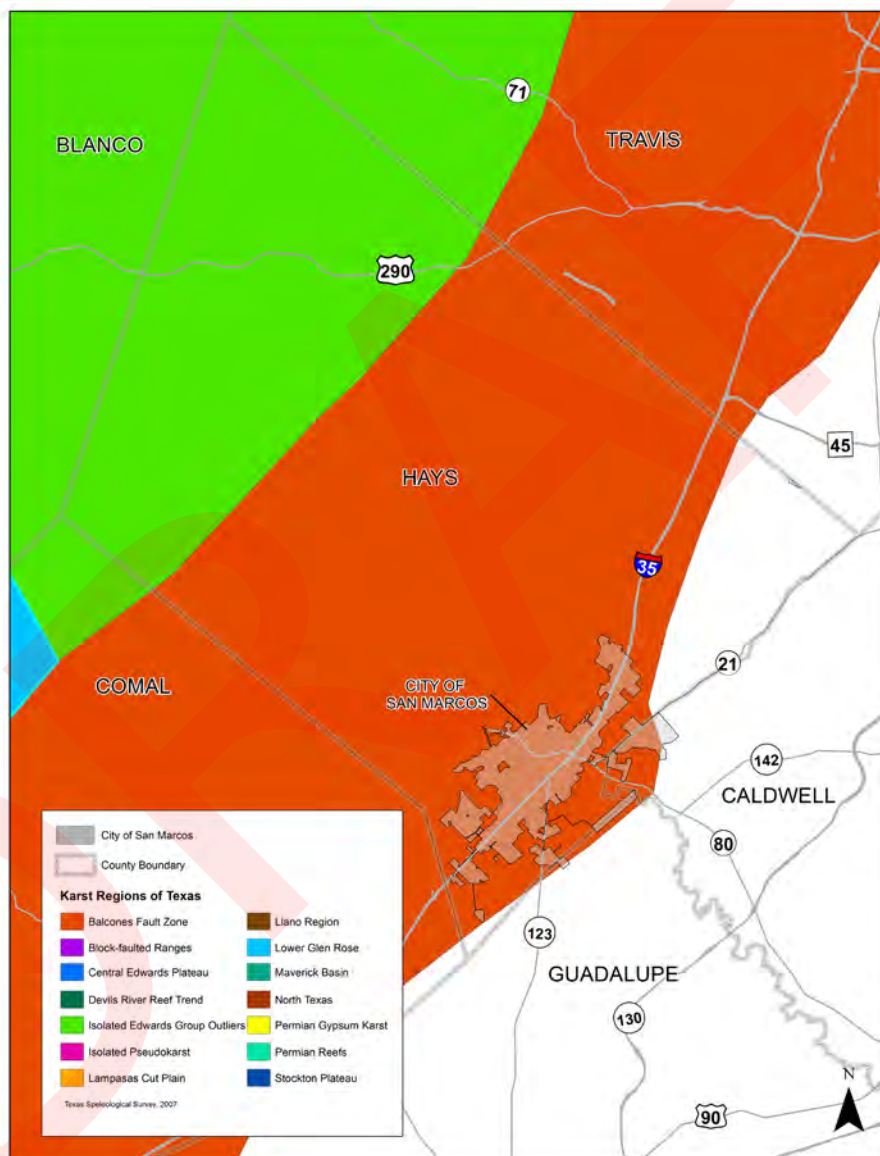 71
TRAVIS
BLANCO
290
45
HAYS
35
21
COMAL
CITY OF
SAN MARCOS
142
CALDWELL
80
123
GUADALUPE
130
90
N
City of San Marcos
County Boundary
Karst Regions of Texas
Balcones Fault Zone
Block-faulted Ranges
Central Edwards Plateau
Devils River Reef Trend
Isolated Edwards Group Outliers
Isolated Pseudokarst
Lampasas Cut Plain
Llano Region
Lower Glen Rose
Maverick Basin
North Texas
Permian Gypsum Karst
Permian Reefs
Stockton Plateau
Texas Speleological Survey, 2007
DRAFT